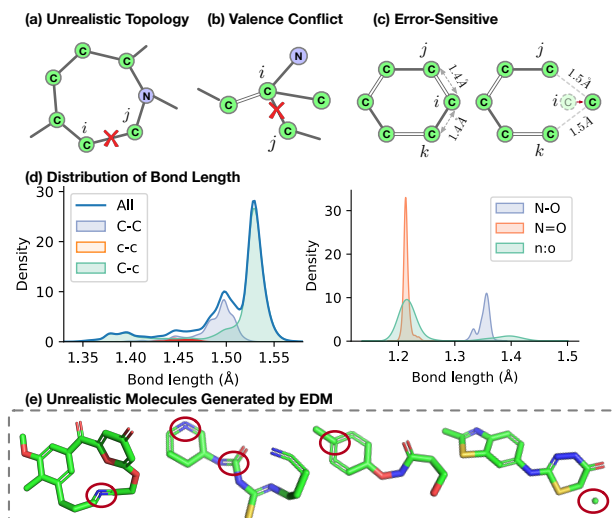 (a) Unrealistic Topology
(b) Valence Conflict
(c) Error-Sensitive
C C C C C C C N i j
N C C C C C i j
C C C C C C j i k 1.4Å 1.4Å
C C C C C C C j i k 1.5Å 1.5Å
(d) Distribution of Bond Length
Density
30
20
10
0
All
C-C
c-c
C-c
1.35 1.40 1.45 1.50 1.55
Bond length (Å)
Density
30
20
10
0
N-O
N=O
n:o
1.2 1.3 1.4 1.5
Bond length (Å)
(e) Unrealistic Molecules Generated by EDM